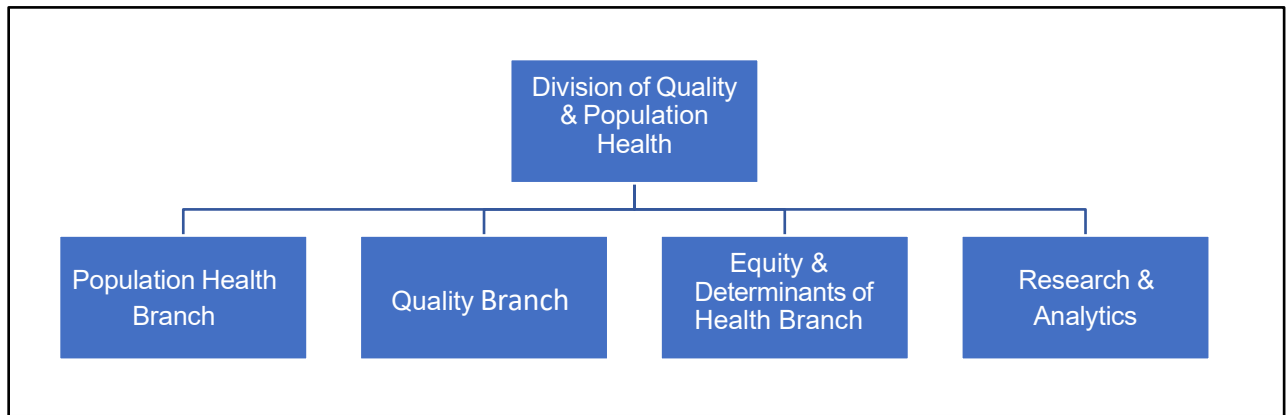 Division of Quality
& Population
Health
Population Health
Branch
Quality Branch
Equity &
Determinants of
Health Branch
Research &
Analytics